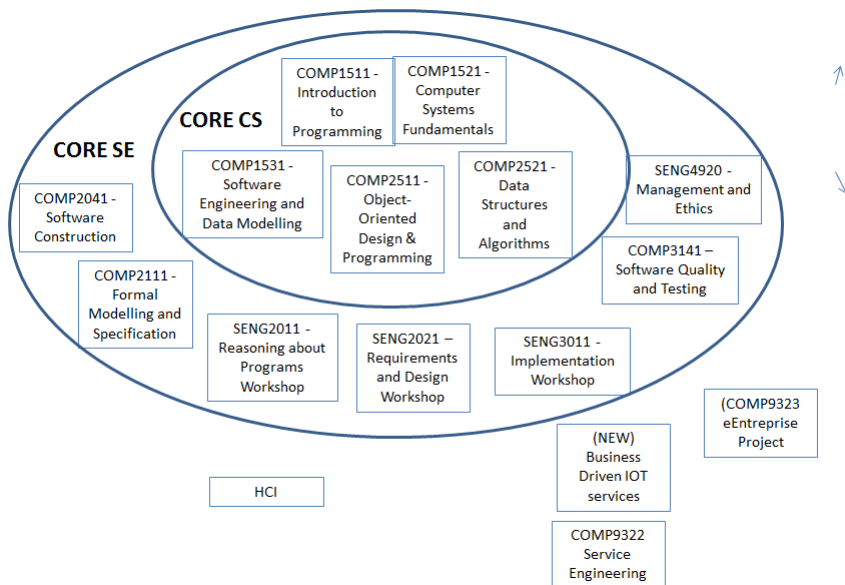 COMP1511 -
Introduction
to
Programming
COMP1521 -
Computer
Systems
Fundamentals
CORE CS
CORE SE
COMP1531 -
Software
Engineering and
Data Modelling
COMP2511 -
Object-
Oriented
Design &
Programming
COMP2521 -
Data
Structures
and
Algorithms
SENG4920 -
Management and
Ethics
COMP2041 -
Software
Construction
COMP3141 –
Software Quality
and Testing
COMP2111 -
Formal
Modelling and
Specification
SENG2011 -
Reasoning about
Programs
Workshop
SENG2021 –
Requirements
and Design
Workshop
SENG3011 -
Implementation
Workshop
(COMP9323
eEntreprise
Project
(NEW)
Business
Driven IOT
services
HCI
COMP9322
Service
Engineering